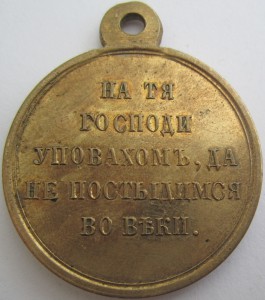 НА ТЯ
ГОСПОДИ
УПОВАХОМЪ, ДА
НЕ ПОСТЫДИМСЯ
ВО ВѢКИ.